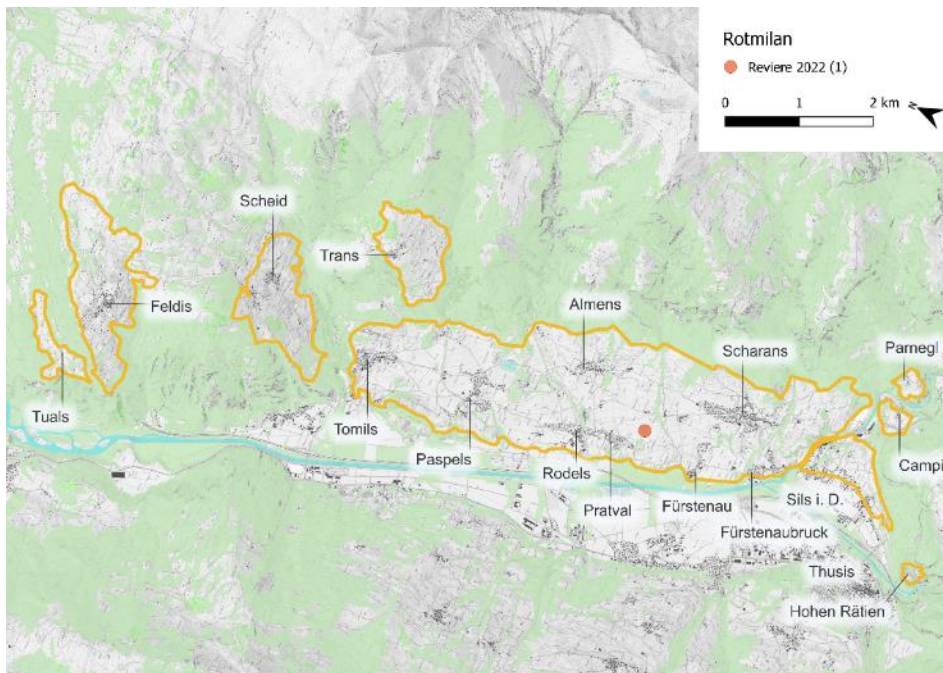 Rotmilan
Reviere 2022 (1)
0 1 2 km
N
Scheid
Trans
Feldis
Almens
Scharans
Parnegl
Tuals
Tomils
Paspels
Rodels
Pratval
Fürstenau
Fürstenaubruck
Sils i. D.
Campi
Thusis
Hohen Rätien